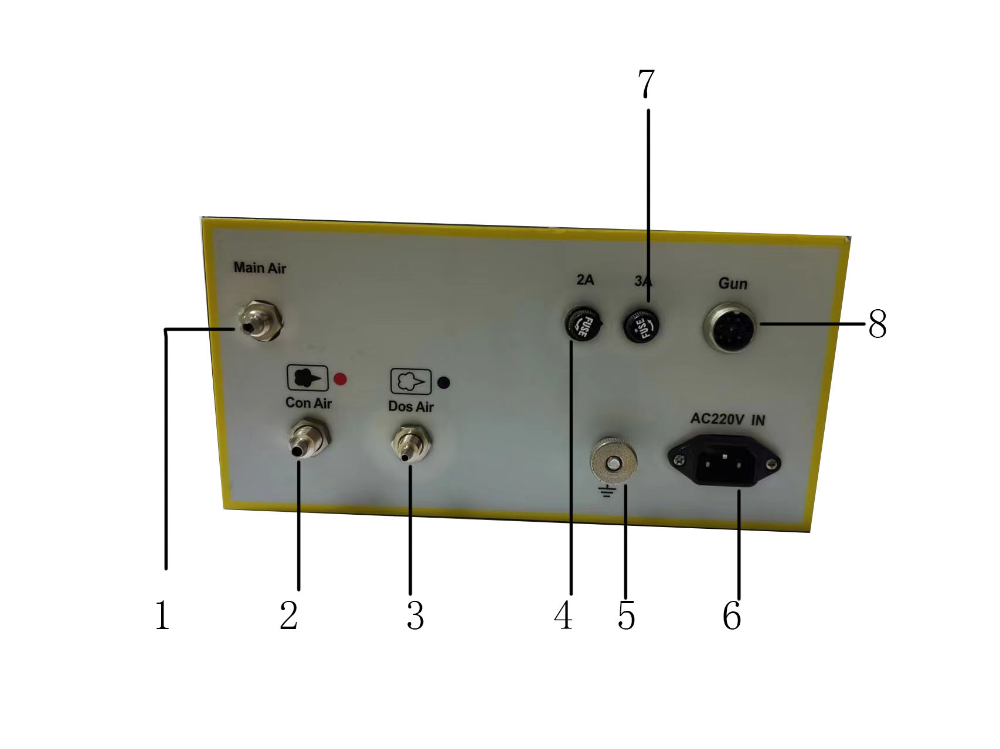 7
Main Air
2A
3A
Gun
FUSE
FUSE
8
Con Air
Dos Air
AC220V IN
1
2
3
4
5
6